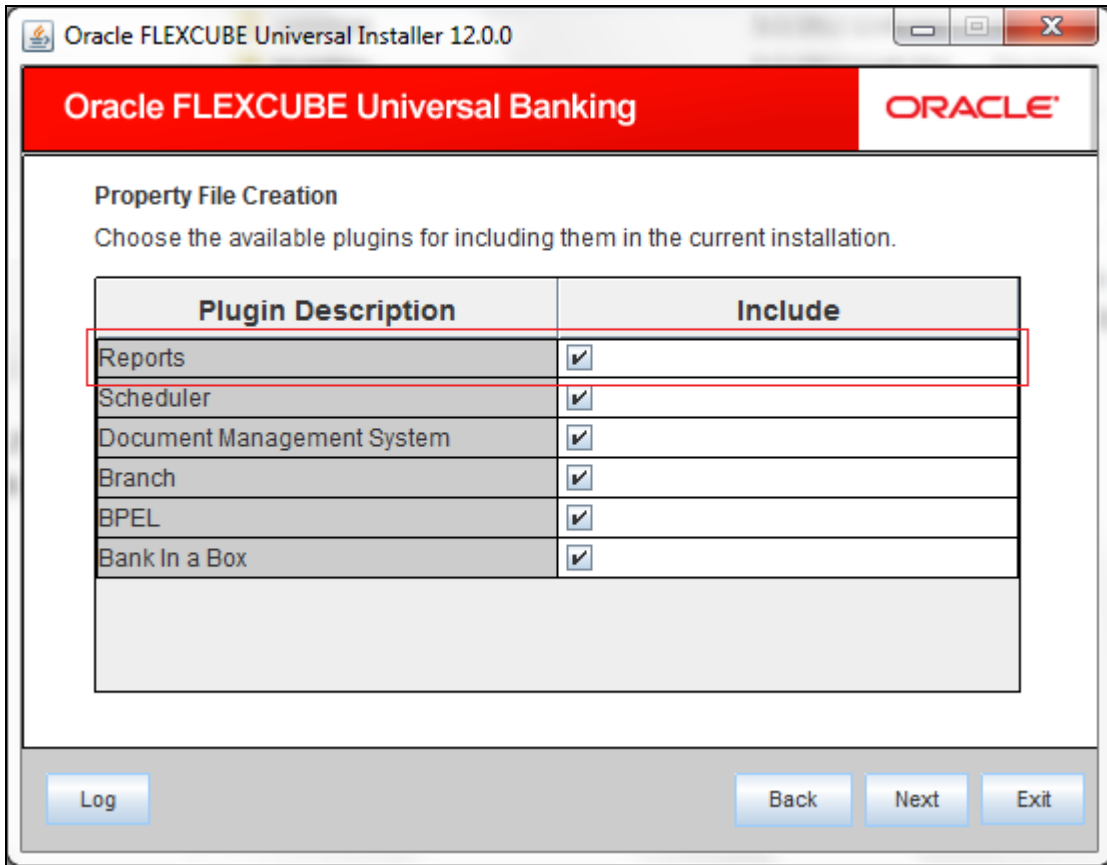 Oracle FLEXCUBE Universal Installer 12.0.0
Oracle FLEXCUBE Universal Banking
ORACLE
Property File Creation
Choose the available plugins for including them in the current installation.
Plugin Description Include
Reports
Scheduler
Document Management System
Branch
BPEL
Bank In a Box
Log Back Next Exit